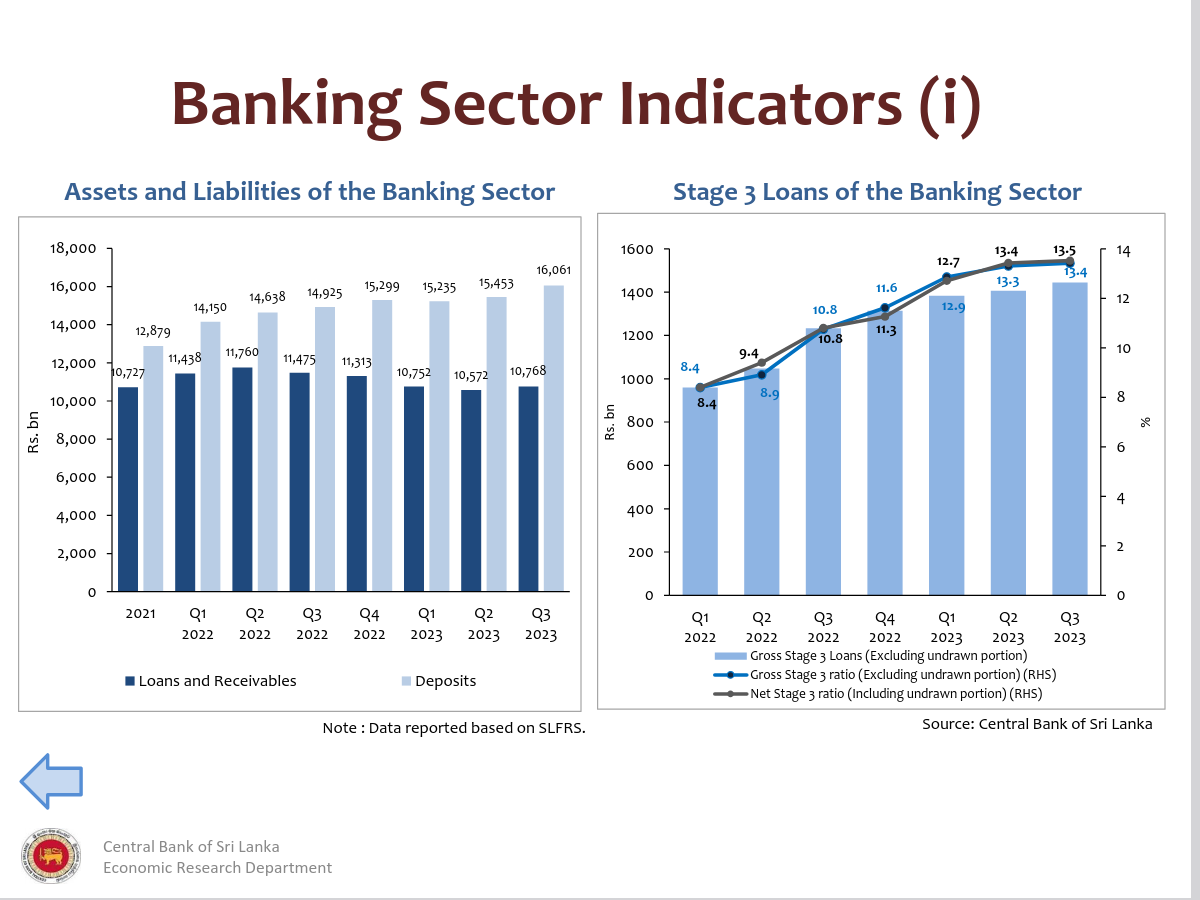 Banking Sector Indicators (i)
Assets and Liabilities of the Banking Sector
18,000
16,000
14,000
12,000
10,000
8,000
6,000
4,000
2,000
0
Rs. bn
10,727
12,879
11,438
14,150
11,760
14,638
11,475
14,925
11,313
15,299
10,752
15,235
10,572
15,453
10,768
16,061
2021
Q1 2022
Q2 2022
Q3 2022
Q4 2022
Q1 2023
Q2 2023
Q3 2023
Loans and Receivables
Deposits
Note : Data reported based on SLFRS.
Stage 3 Loans of the Banking Sector
1600
1400
1200
1000
800
600
400
200
0
Rs. bn
8.4
8.4
9.4
8.9
10.8
10.8
11.6
11.3
12.7
12.9
13.4
13.3
13.5
13.4
14
12
10
8
6
4
2
0
%
Q1 2022
Q2 2022
Q3 2022
Q4 2022
Q1 2023
Q2 2023
Q3 2023
Gross Stage 3 Loans (Excluding undrawn portion)
Gross Stage 3 ratio (Excluding undrawn portion) (RHS)
Net Stage 3 ratio (Including undrawn portion) (RHS)
Source: Central Bank of Sri Lanka
Central Bank of Sri Lanka
Economic Research Department